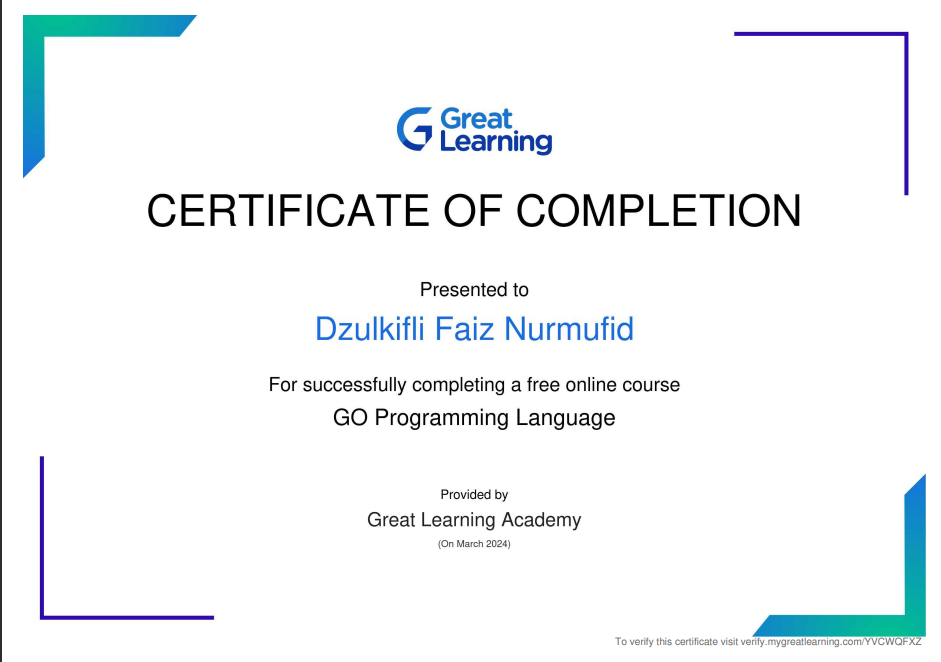 Great
Learning
CERTIFICATE OF COMPLETION
Presented to
Dzulkifli Faiz Nurmufid
For successfully completing a free online course
GO Programming Language
Provided by
Great Learning Academy
(On March 2024)
To verify this certificate visit verify.mygreatlearning.com/YVCWQFXZ